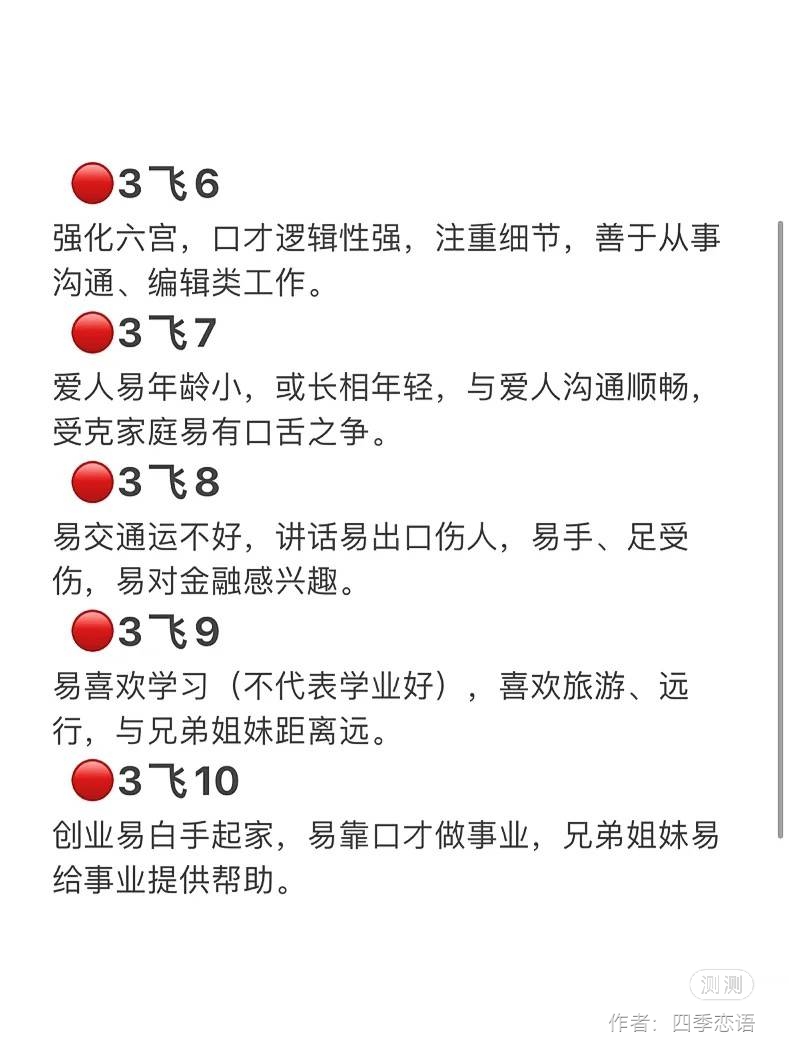 🔴3飞6
强化六宫，口才逻辑性强，注重细节，善于从事
沟通、编辑类工作。
🔴3飞7
爱人易年龄小，或长相年轻，与爱人沟通顺畅，
受克家庭易有口舌之争。
🔴3飞8
易交通运不好，讲话易出口伤人，易手、足受
伤，易对金融感兴趣。
🔴3飞9
易喜欢学习（不代表学业好），喜欢旅游、远
行，与兄弟姐妹距离远。
🔴3飞10
创业易白手起家，易靠口才做事业，兄弟姐妹易
给事业提供帮助。
测测
作者：四季恋语